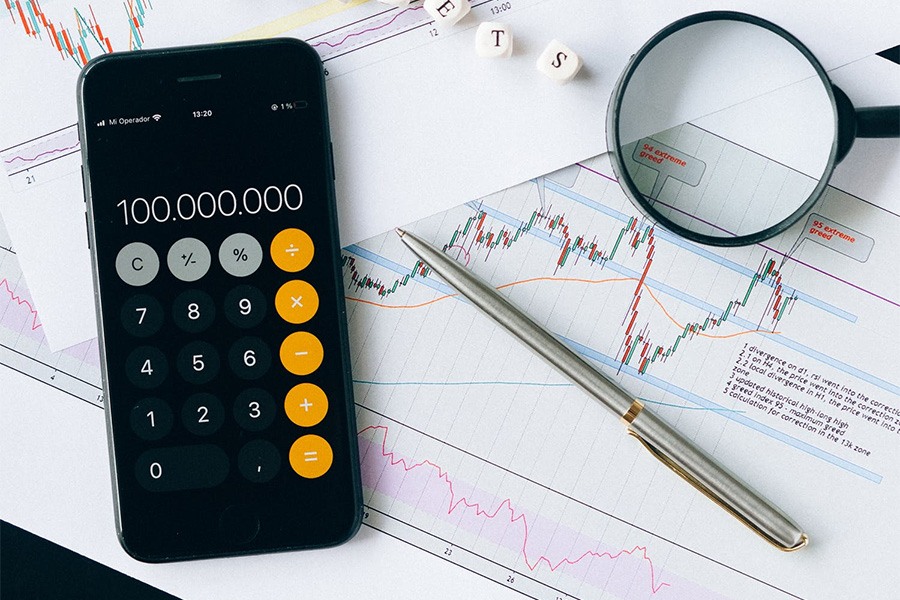 E
T
S
13:00
12
Mi Operador
13:20
1 %
100.000.000
C
+/-
%
÷
7
8
9
×
4
5
6
−
1
2
3
+
0
,
=
21
94 extreme
greed
95 extreme
greed
1 divergence on d1, rsi went into the correctio
2.1 on H4, the price went into the correction zo
2.2 local divergence in H1, the price went into t
zone
3 updated historical high-long high
4 greed index 95 - maximum greed
5 calculation for correction in the 13k zone
4
23
26